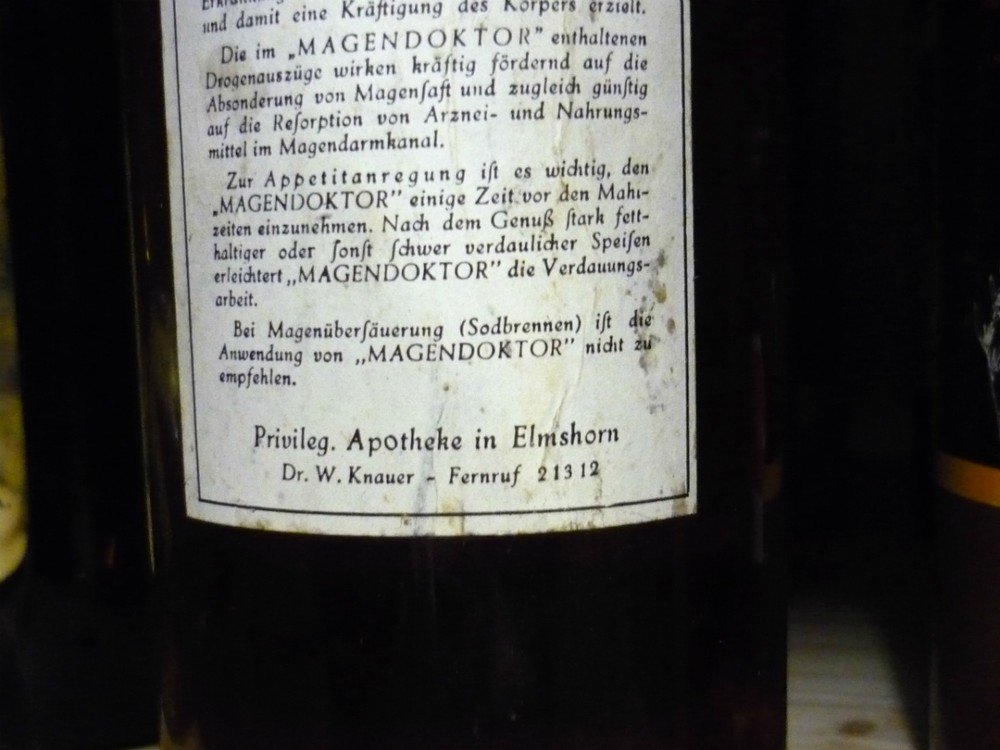 und damit eine Kräftigung des Körpers erzielt.
Die im „MAGENDOKTOR” enthaltenen
Drogenauszüge wirken kräftig fördernd auf die
Abſonderung von Magenſaft und zugleich günſtig
auf die Reſorption von Arznei- und Nahrungs-
mittel im Magendarmkanal.
Zur Appetitanregung iſt es wichtig, den
„MAGENDOKTOR” einige Zeit vor den Mahl-
zeiten einzunehmen. Nach dem Genuß ſtark fett-
haltiger oder ſonſt ſchwer verdaulicher Speiſen
erleichtert „MAGENDOKTOR” die Verdauungs-
arbeit.
Bei Magenüberſäuerung (Sodbrennen) iſt die
Anwendung von „MAGENDOKTOR” nicht zu
empfehlen.
Privileg. Apotheke in Elmshorn
Dr. W. Knauer - Fernruf 21312